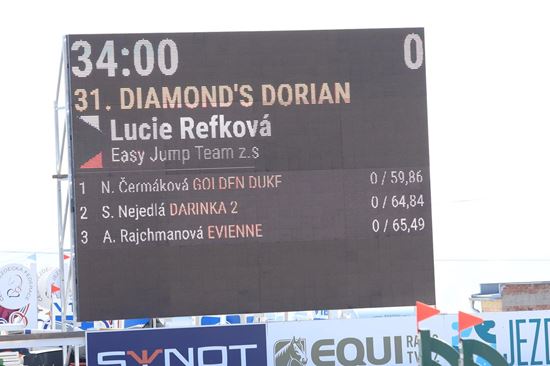 34:00 0
31. DIAMOND'S DORIAN
Lucie Refková
Easy Jump Team z.s
1 N. Čermáková GOLDEN DUKE 0 / 59,86
2 S. Nejedlá DARINKA 2 0 / 64,84
3 A. Rajchmanová EVIENNE 0 / 65,49
SYNOT
EQUI
JEZD